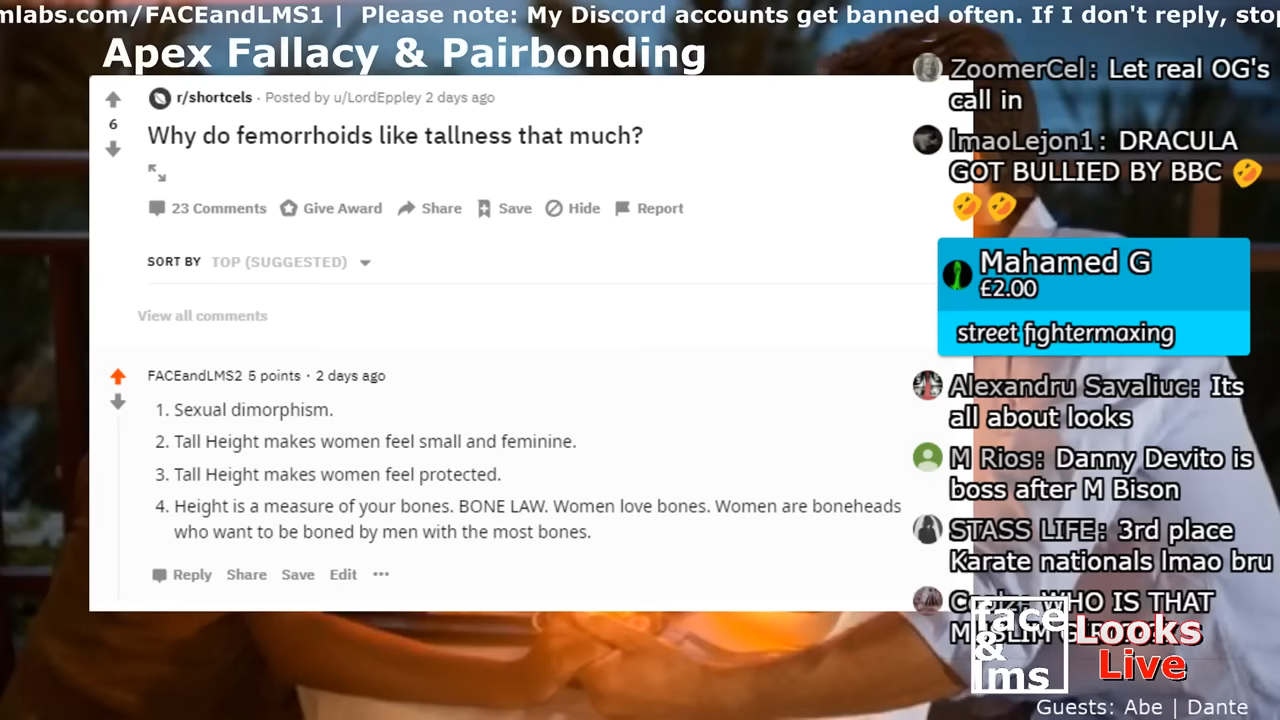 mlabs.com/FACEandLMS1 | Please note: My Discord accounts get banned often. If I don't reply, stop
Apex Fallacy & Pairbonding
r/shortcels · Posted by u/LordEppley 2 days ago
6
Why do femorrhoids like tallness that much?
23 Comments Give Award Share Save Hide Report
SORT BY TOP (SUGGESTED)
View all comments
FACEandLMS2 5 points · 2 days ago
1. Sexual dimorphism.
2. Tall Height makes women feel small and feminine.
3. Tall Height makes women feel protected.
4. Height is a measure of your bones. BONE LAW. Women love bones. Women are boneheads
who want to be boned by men with the most bones.
Reply Share Save Edit ···
ZoomerCel: Let real OG's
call in
lmaoLejon1: DRACULA
GOT BULLIED BY BBC 🤣
🤣🤣
Mahamed G
£2.00
street fightermaxing
Alexandru Savaliuc: Its
all about looks
M Rios: Danny Devito is
boss after M Bison
STASS LIFE: 3rd place
Karate nationals lmao bru
WHO IS THAT
face
&
lms
Looks
Live
Guests: Abe | Dante